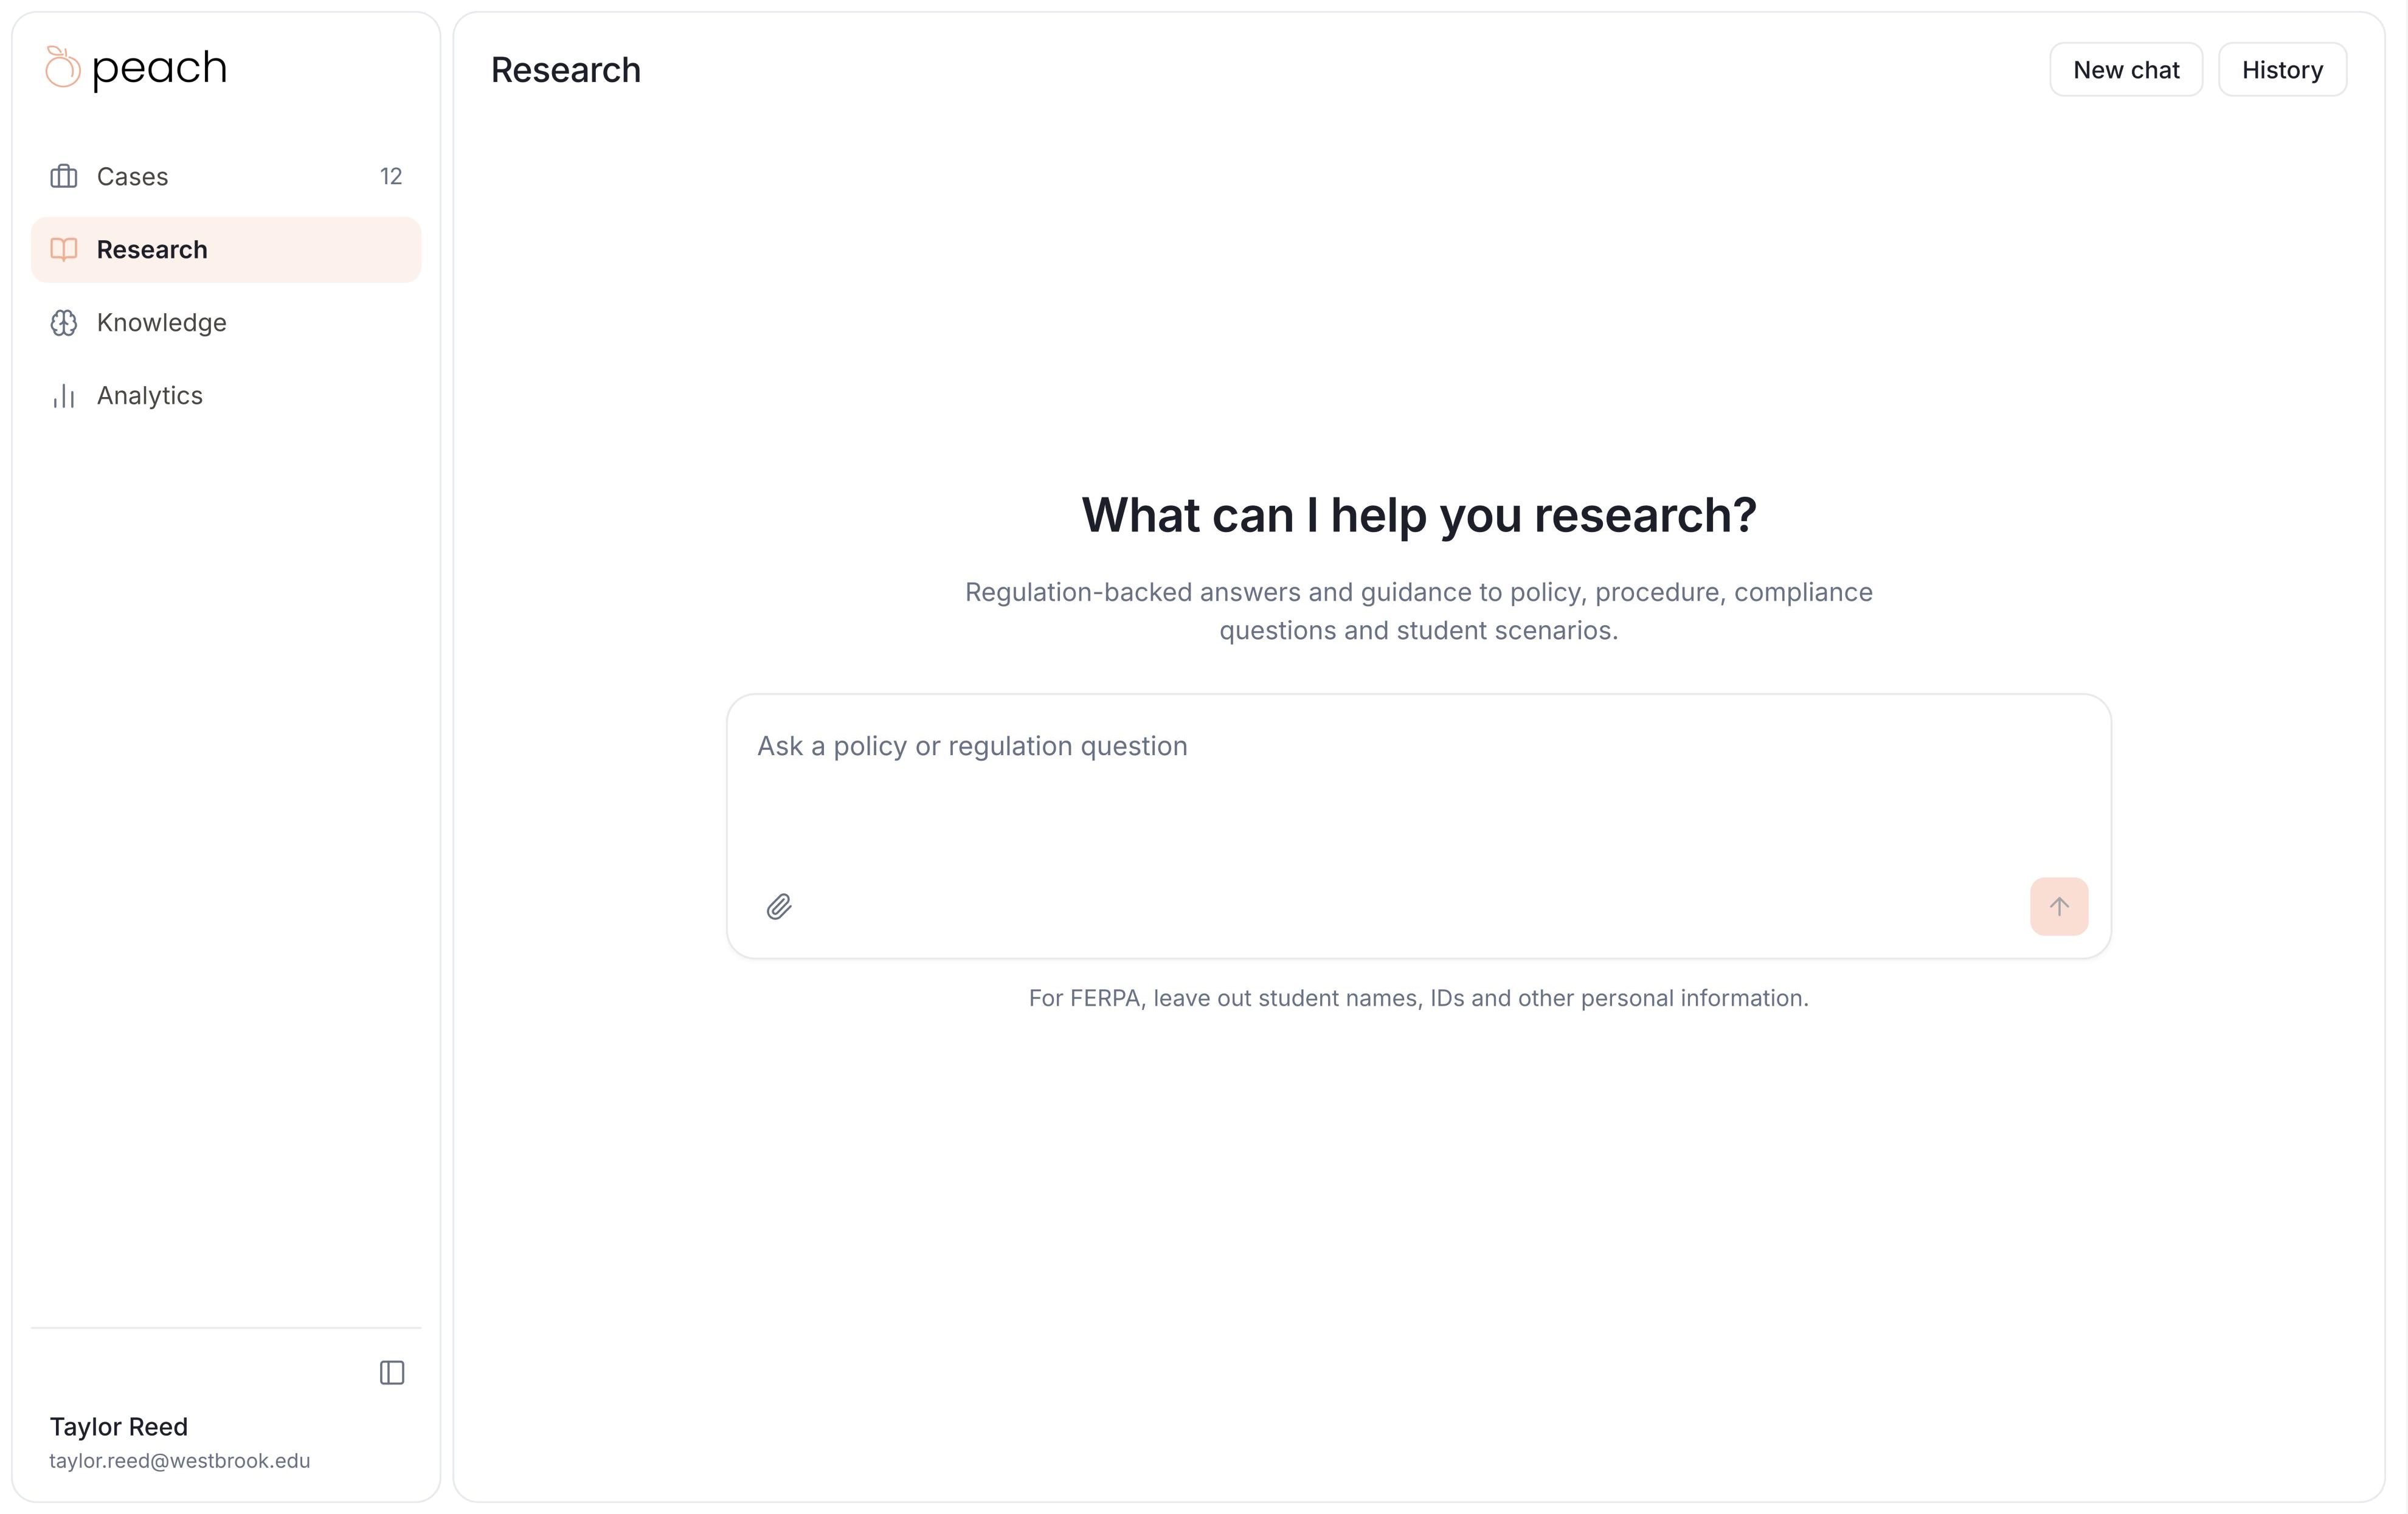 peach
Cases 12
Research
Knowledge
Analytics
Taylor Reed
taylor.reed@westbrook.edu
Research
New chat
History
What can I help you research?
Regulation-backed answers and guidance to policy, procedure, compliance
questions and student scenarios.
Ask a policy or regulation question
For FERPA, leave out student names, IDs and other personal information.